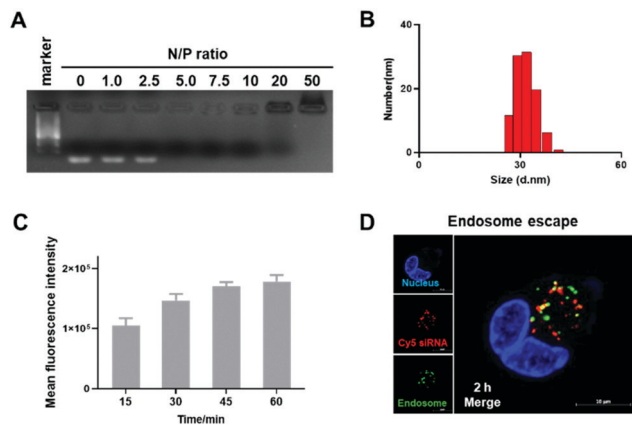 A
N/P ratio
marker
0 1.0 2.5 5.0 7.5 10 20 50
B
Number(nm)
40
20
0
0 30 60
Size (d.nm)
C
Mean fluorescence intensity
2×10⁵
1×10⁵
0
15 30 45 60
Time/min
D
Endosome escape
Nucleus
Cy5 siRNA
Endosome
2 h
Merge
10 μm